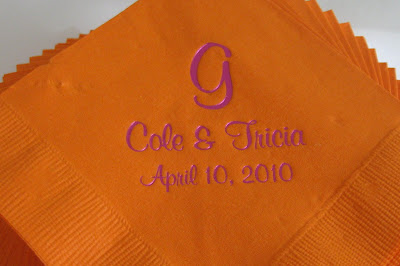 G
Cole & Tricia
April 10, 2010